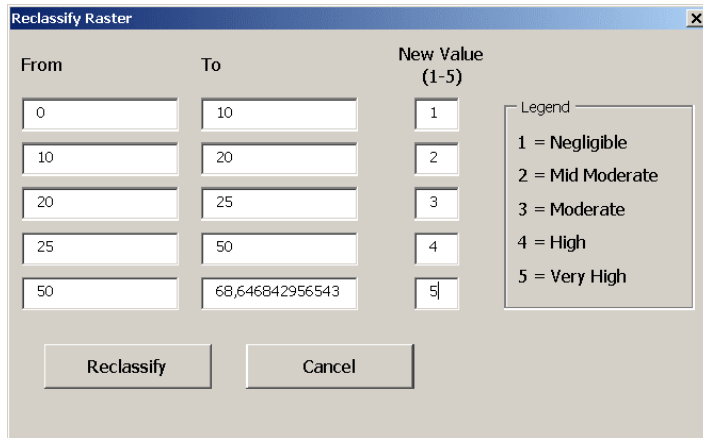 Reclassify Raster
From To New Value
(1-5)
0 10 1
10 20 2
20 25 3
25 50 4
50 68,646842956543 5
Legend
1 = Negligible
2 = Mid Moderate
3 = Moderate
4 = High
5 = Very High
Reclassify Cancel